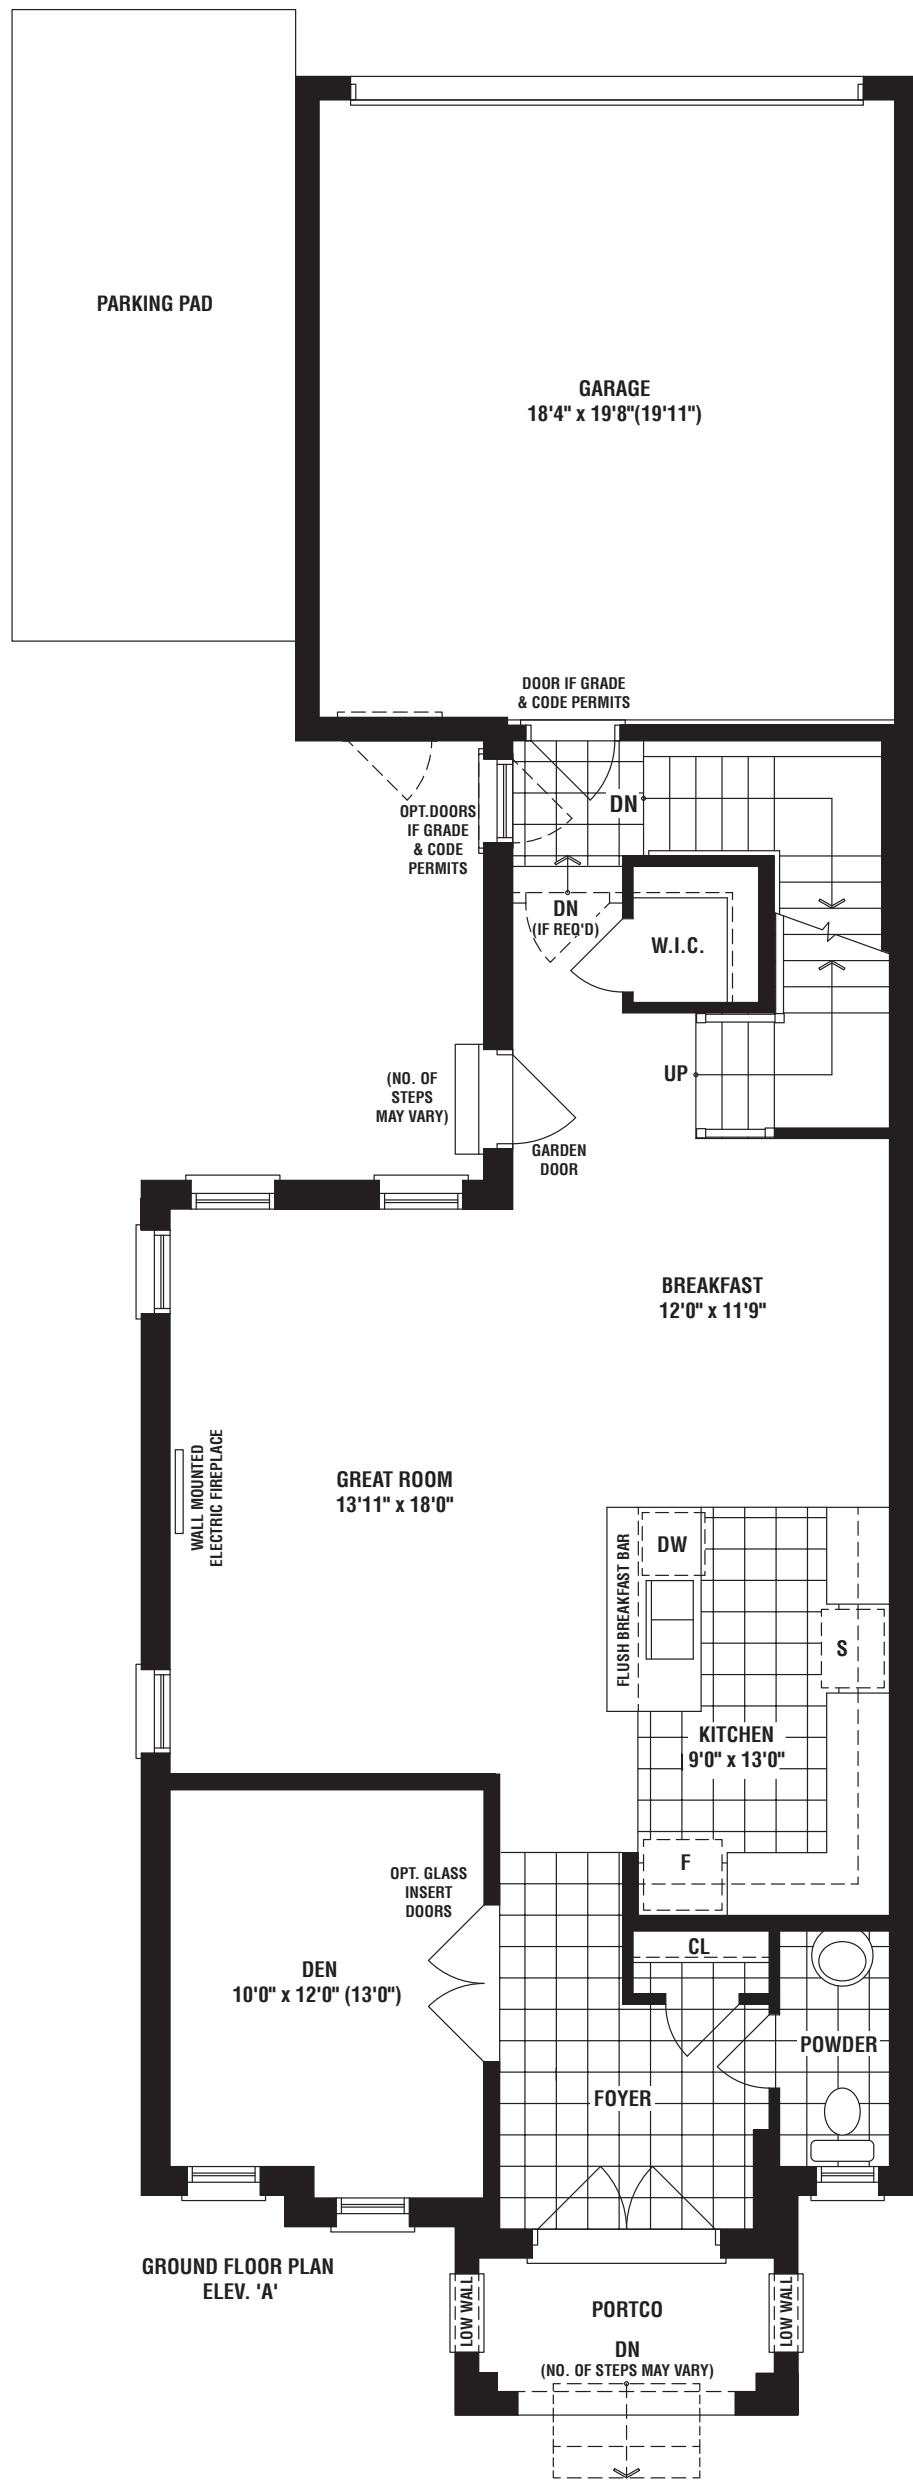 PARKING PAD
GARAGE
18'4" x 19'8"(19'11")
DOOR IF GRADE
& CODE PERMITS
OPT.DOORS
IF GRADE
& CODE
PERMITS
DN
DN
(IF REQ'D)
W.I.C.
UP
(NO. OF
STEPS
MAY VARY)
GARDEN
DOOR
BREAKFAST
12'0" x 11'9"
WALL MOUNTED
ELECTRIC FIREPLACE
GREAT ROOM
13'11" x 18'0"
FLUSH BREAKFAST BAR
DW
S
KITCHEN
9'0" x 13'0"
F
OPT. GLASS
INSERT
DOORS
CL
DEN
10'0" x 12'0" (13'0")
POWDER
FOYER
GROUND FLOOR PLAN
ELEV. 'A'
LOW WALL
PORTCO
LOW WALL
DN
(NO. OF STEPS MAY VARY)